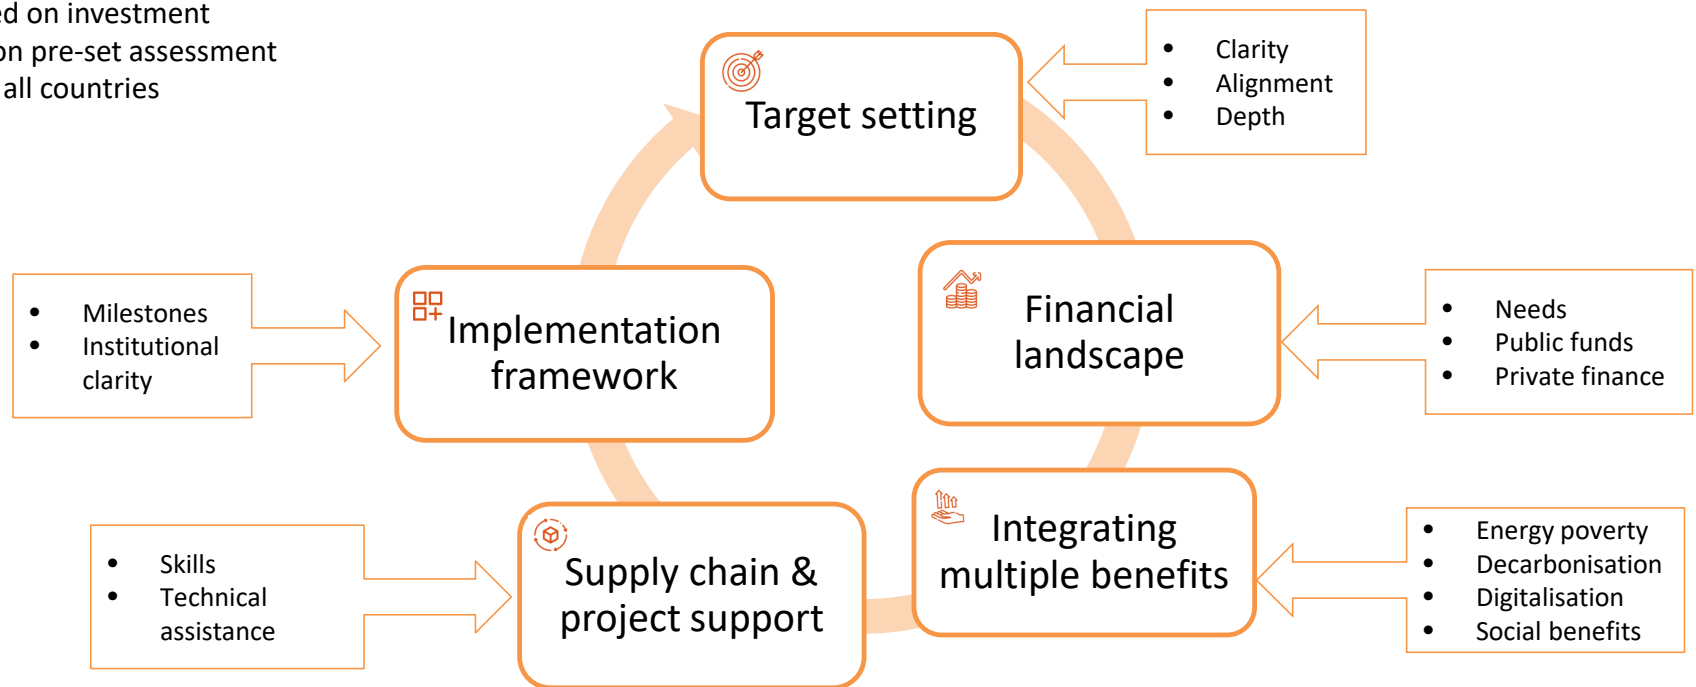 ed on investment
on pre-set assessment
all countries
Target setting
• Clarity
• Alignment
• Depth
Financial
landscape
• Needs
• Public funds
• Private finance
Integrating
multiple benefits
• Energy poverty
• Decarbonisation
• Digitalisation
• Social benefits
Supply chain &
project support
• Skills
• Technical
assistance
Implementation
framework
• Milestones
• Institutional
clarity